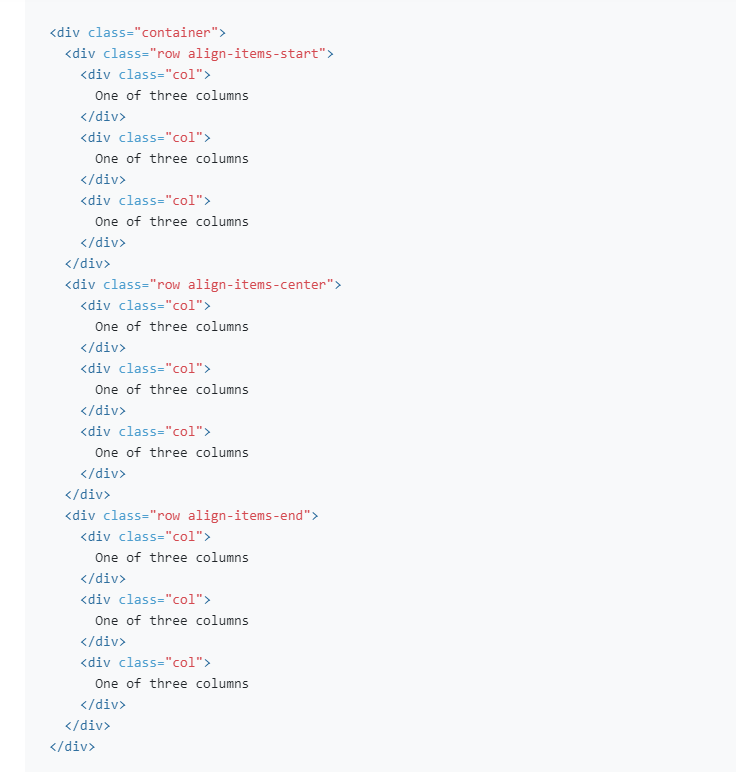 <div class="container">
  <div class="row align-items-start">
    <div class="col">
      One of three columns
    </div>
    <div class="col">
      One of three columns
    </div>
    <div class="col">
      One of three columns
    </div>
  </div>
  <div class="row align-items-center">
    <div class="col">
      One of three columns
    </div>
    <div class="col">
      One of three columns
    </div>
    <div class="col">
      One of three columns
    </div>
  </div>
  <div class="row align-items-end">
    <div class="col">
      One of three columns
    </div>
    <div class="col">
      One of three columns
    </div>
    <div class="col">
      One of three columns
    </div>
  </div>
</div>